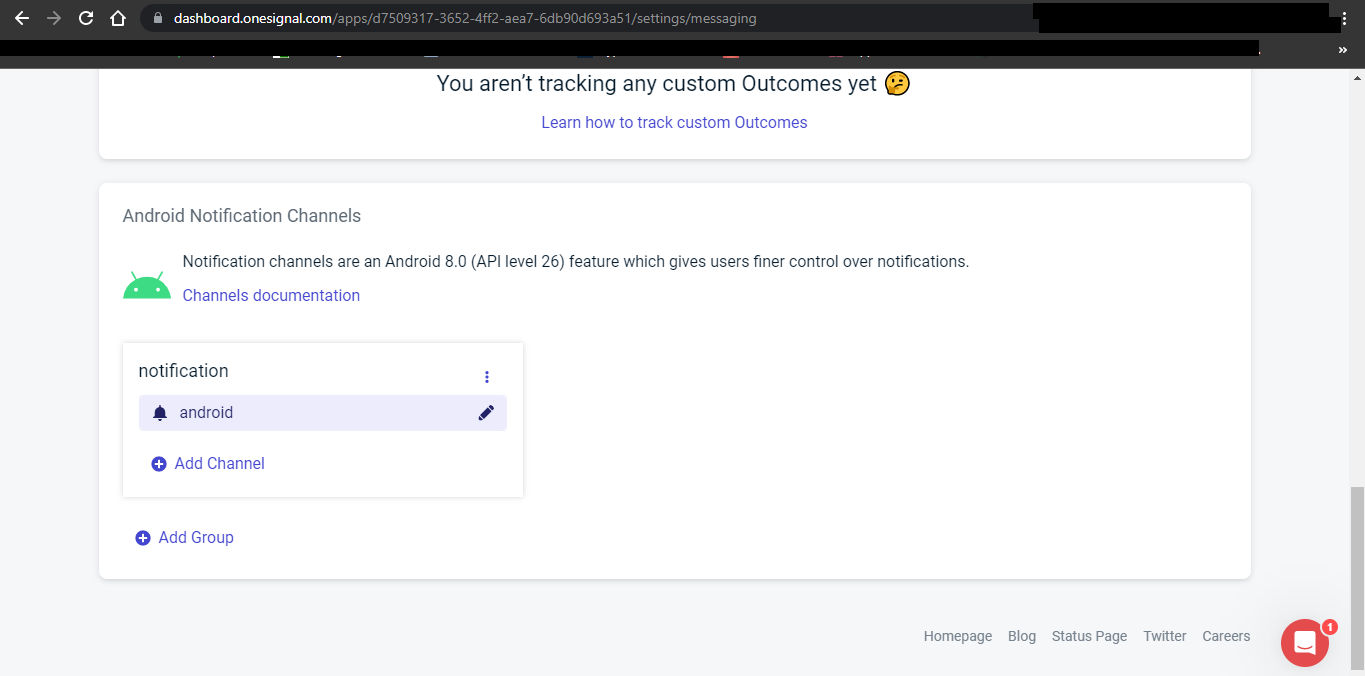 dashboard.onesignal.com/apps/d7509317-3652-4ff2-aea7-6db90d693a51/settings/messaging
»
You aren’t tracking any custom Outcomes yet 🤔
Learn how to track custom Outcomes
Android Notification Channels
Notification channels are an Android 8.0 (API level 26) feature which gives users finer control over notifications.
Channels documentation
notification
android
Add Channel
Add Group
Homepage Blog Status Page Twitter Careers
1